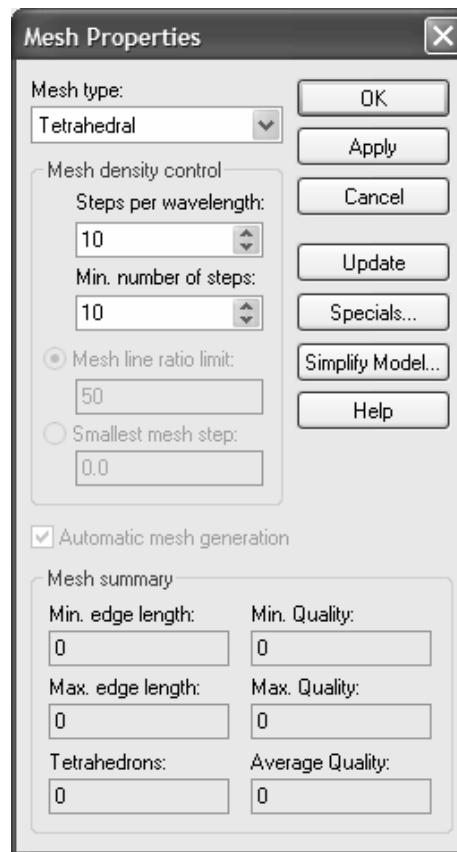 Mesh Properties
Mesh type:
Tetrahedral
OK
Apply
Cancel
Update
Specials...
Simplify Model...
Help
Mesh density control
Steps per wavelength:
10
Min. number of steps:
10
Mesh line ratio limit:
50
Smallest mesh step:
0.0
Automatic mesh generation
Mesh summary
Min. edge length:
0
Min. Quality:
0
Max. edge length:
0
Max. Quality:
0
Tetrahedrons:
0
Average Quality:
0